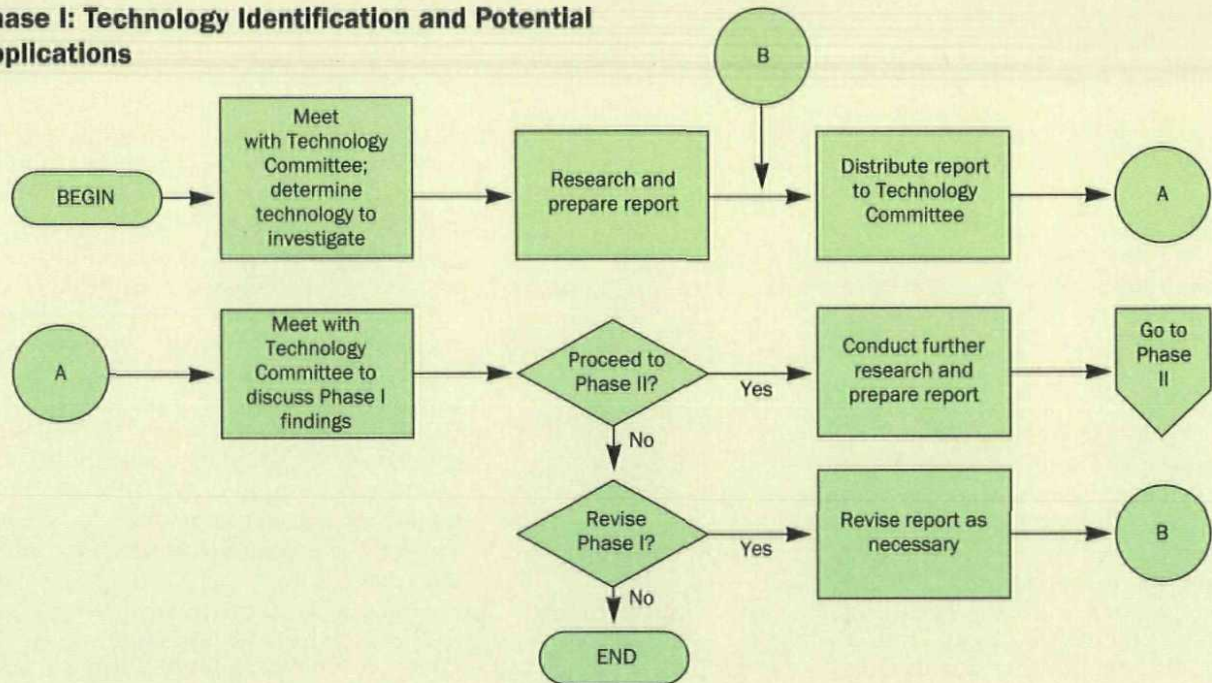 hase I: Technology Identification and Potential
pplications
B
BEGIN
Meet
with Technology
Committee;
determine
technology to
investigate
Research and
prepare report
Distribute report
to Technology
Committee
A
A
Meet with
Technology
Committee to
discuss Phase I
findings
Proceed to
Phase II?
Yes
Conduct further
research and
prepare report
Go to
Phase
II
No
Revise
Phase I?
Yes
Revise report as
necessary
B
No
END